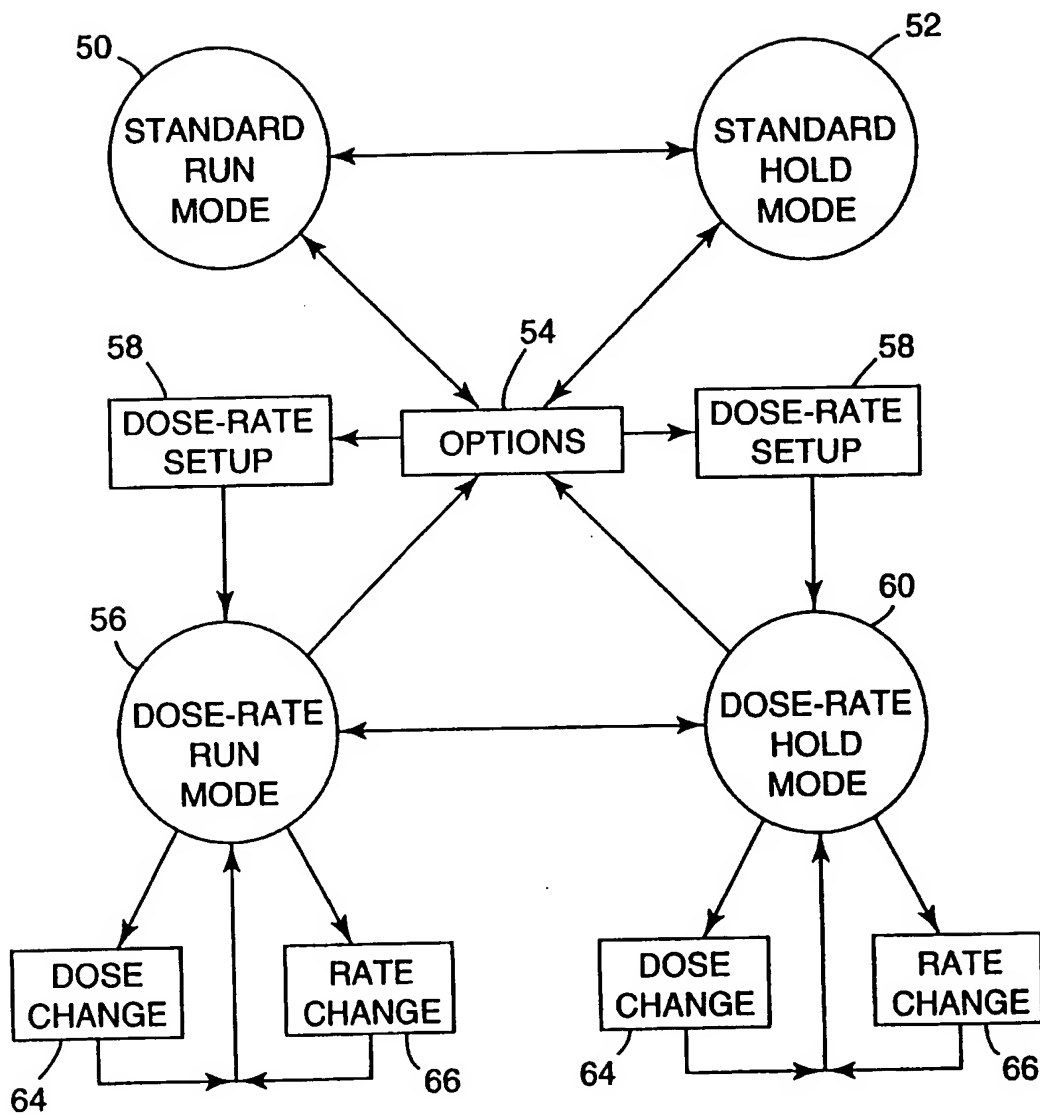 50
52
STANDARD
RUN
MODE
STANDARD
HOLD
MODE
54
58
58
DOSE-RATE
SETUP
OPTIONS
DOSE-RATE
SETUP
56
60
DOSE-RATE
RUN
MODE
DOSE-RATE
HOLD
MODE
DOSE
CHANGE
RATE
CHANGE
DOSE
CHANGE
RATE
CHANGE
64
66
64
66